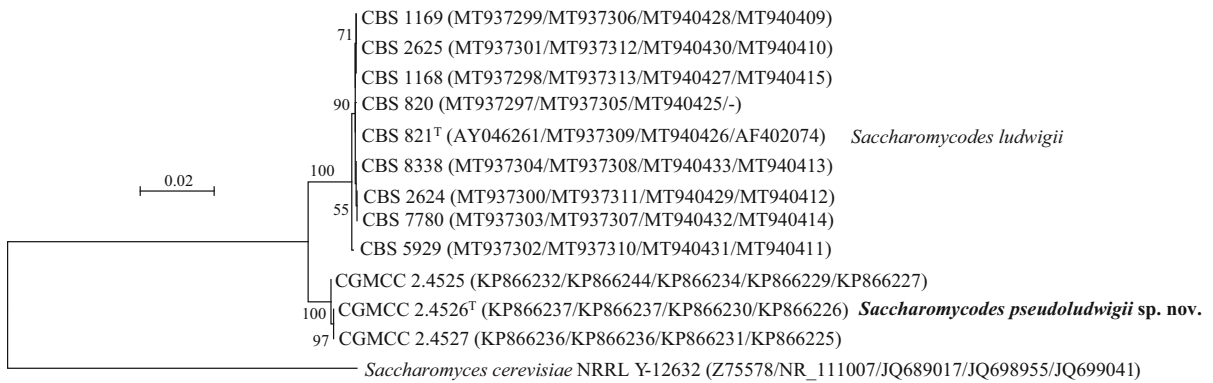 CBS 1169 (MT937299/MT937306/MT940428/MT940409)
71
CBS 2625 (MT937301/MT937312/MT940430/MT940410)
CBS 1168 (MT937298/MT937313/MT940427/MT940415)
90
CBS 820 (MT937297/MT937305/MT940425/-)
CBS 821ᵀ (AY046261/MT937309/MT940426/AF402074) Saccharomycodes ludwigii
CBS 8338 (MT937304/MT937308/MT940433/MT940413)
100
0.02
CBS 2624 (MT937300/MT937311/MT940429/MT940412)
55
CBS 7780 (MT937303/MT937307/MT940432/MT940414)
CBS 5929 (MT937302/MT937310/MT940431/MT940411)
CGMCC 2.4525 (KP866232/KP866244/KP866234/KP866229/KP866227)
100
CGMCC 2.4526ᵀ (KP866237/KP866237/KP866230/KP866226) Saccharomycodes pseudoludwigii sp. nov.
97
CGMCC 2.4527 (KP866236/KP866236/KP866231/KP866225)
Saccharomyces cerevisiae NRRL Y-12632 (Z75578/NR_111007/JQ689017/JQ698955/JQ699041)